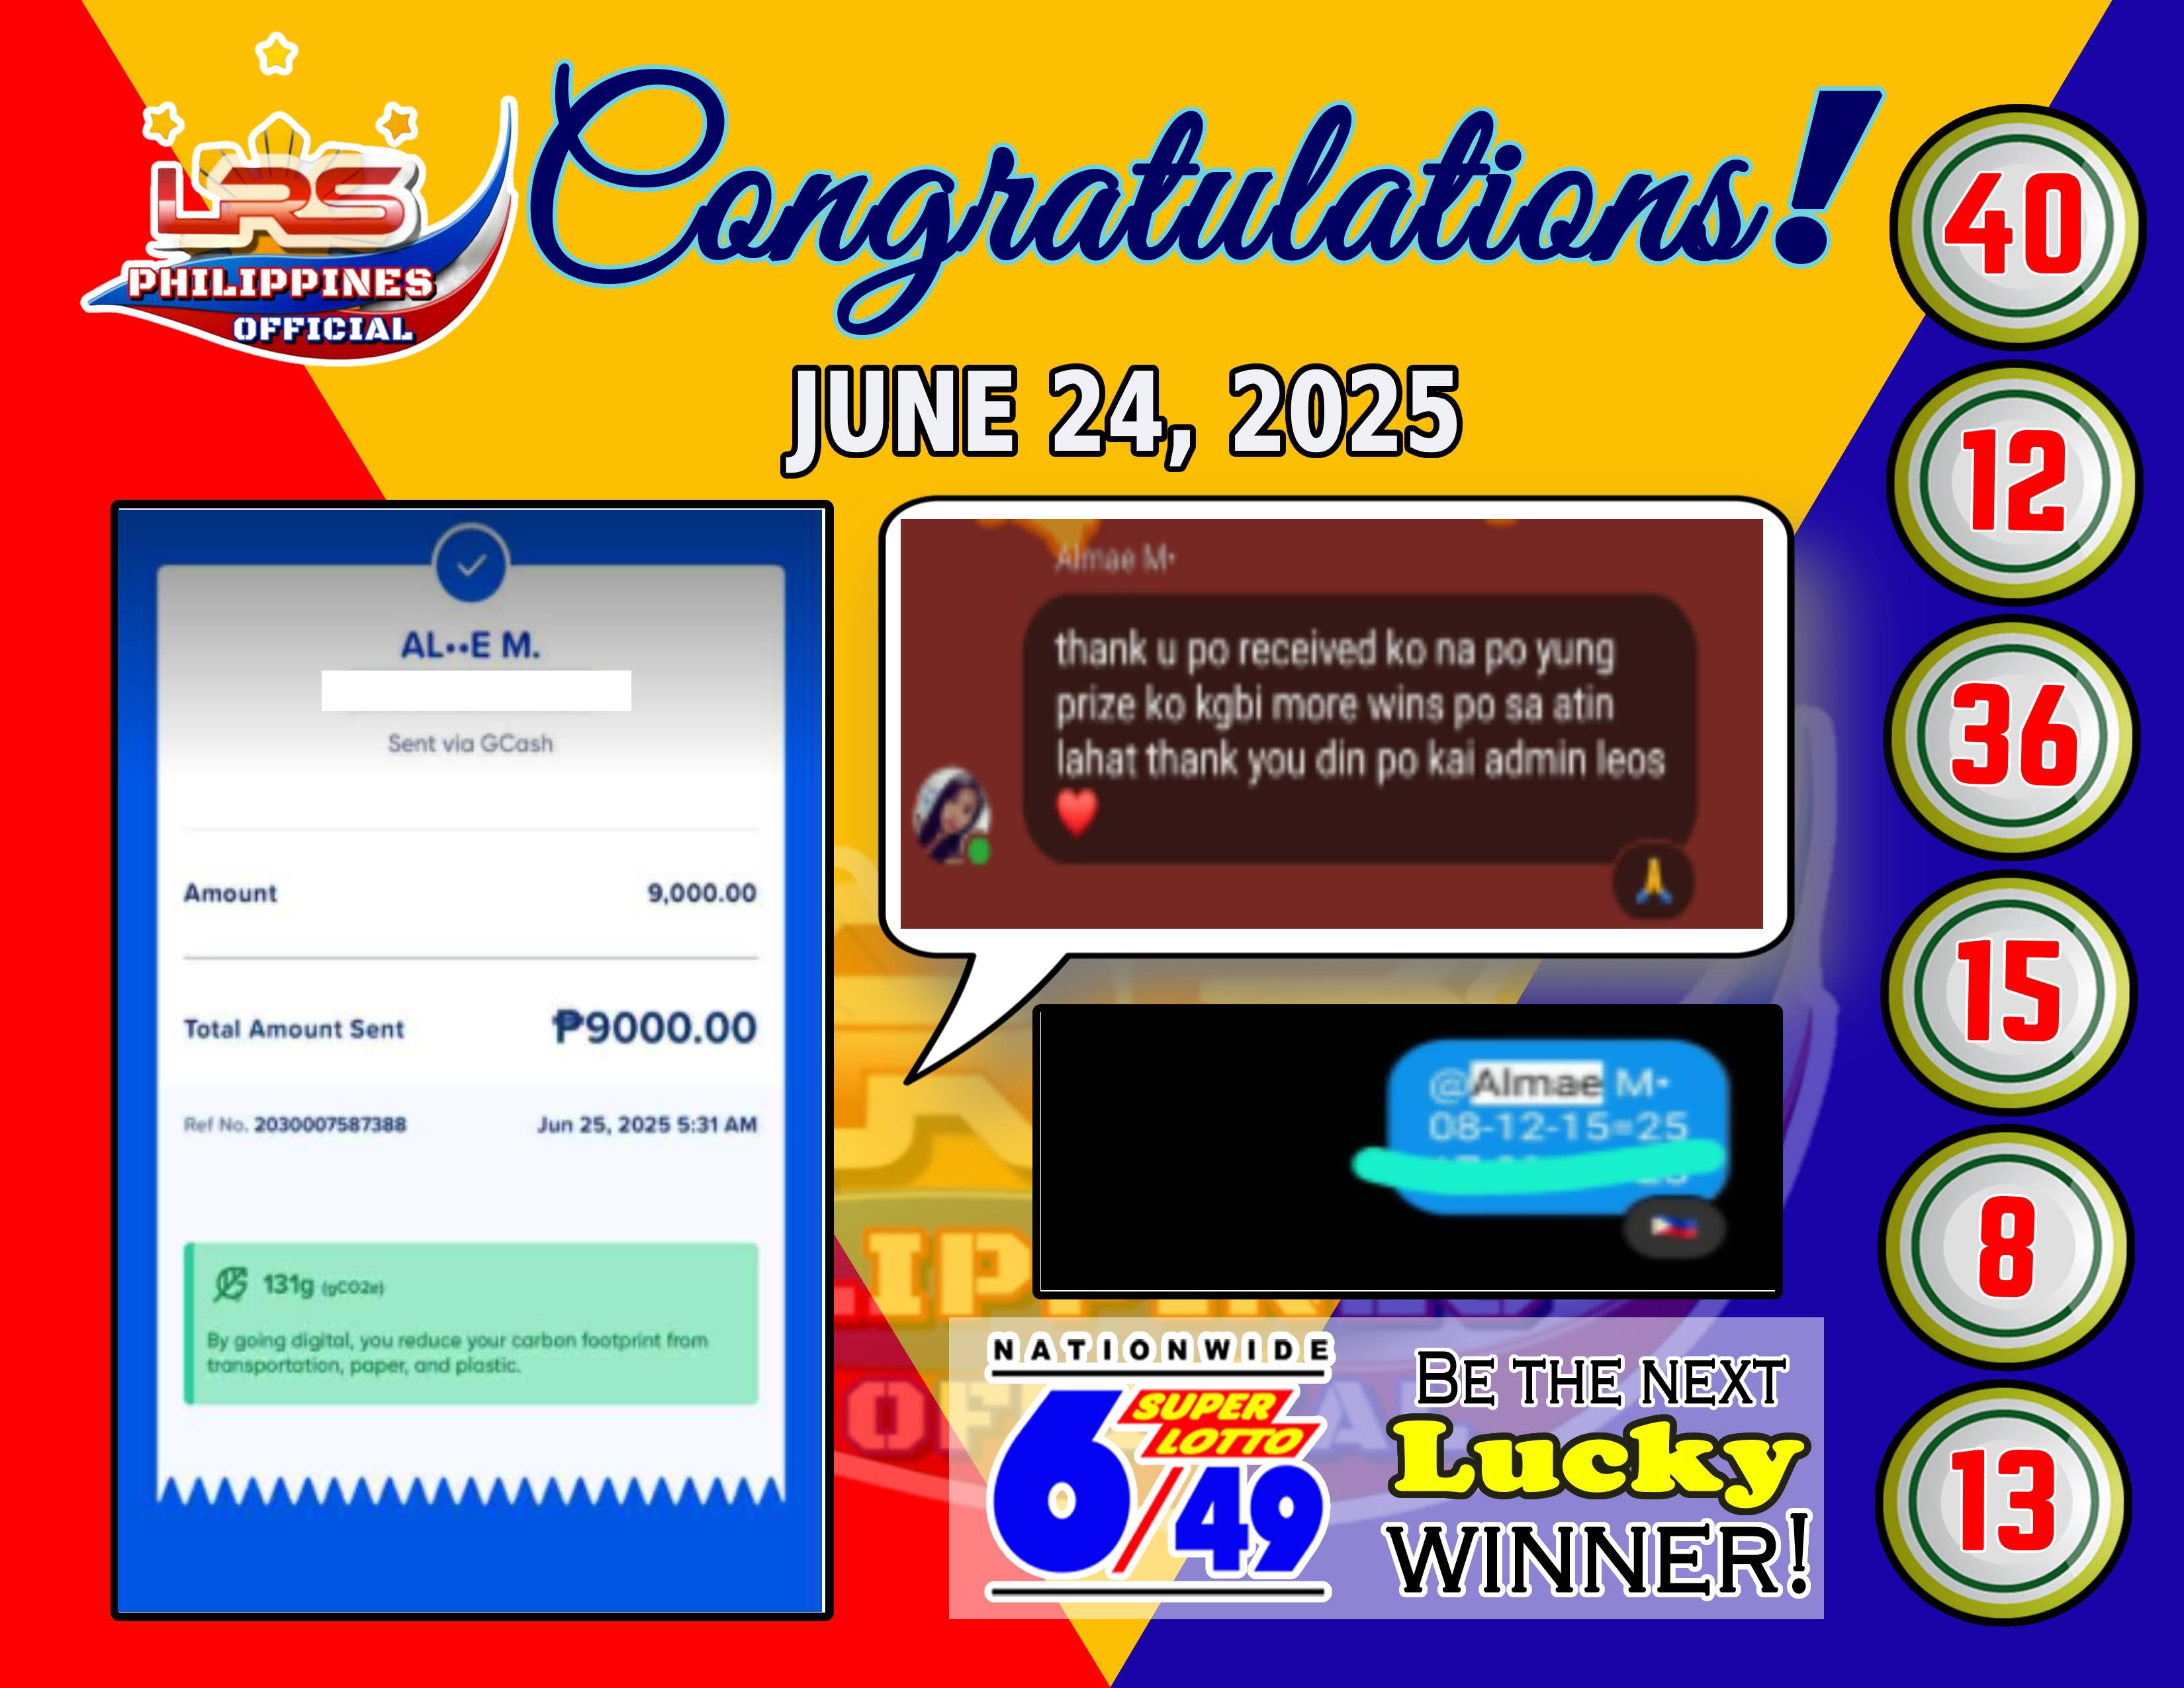 LRS
PHILIPPINES
OFFICIAL
Congratulations!
JUNE 24, 2025
AL••E M.
Sent via GCash
Amount 9,000.00
Total Amount Sent ₱9000.00
Ref No. 2030007587388 Jun 25, 2025 5:31 AM
131g (gCO2e)
By going digital, you reduce your carbon footprint from
transportation, paper, and plastic.
Almae M•
thank u po received ko na po yung
prize ko kgbi more wins po sa atin
lahat thank you din po kai admin leos
❤️
🙏
@Almae M•
08-12-15=25
NATIONWIDE
SUPER
LOTTO
6/49
BE THE NEXT
Lucky
WINNER!
40
12
36
15
8
13